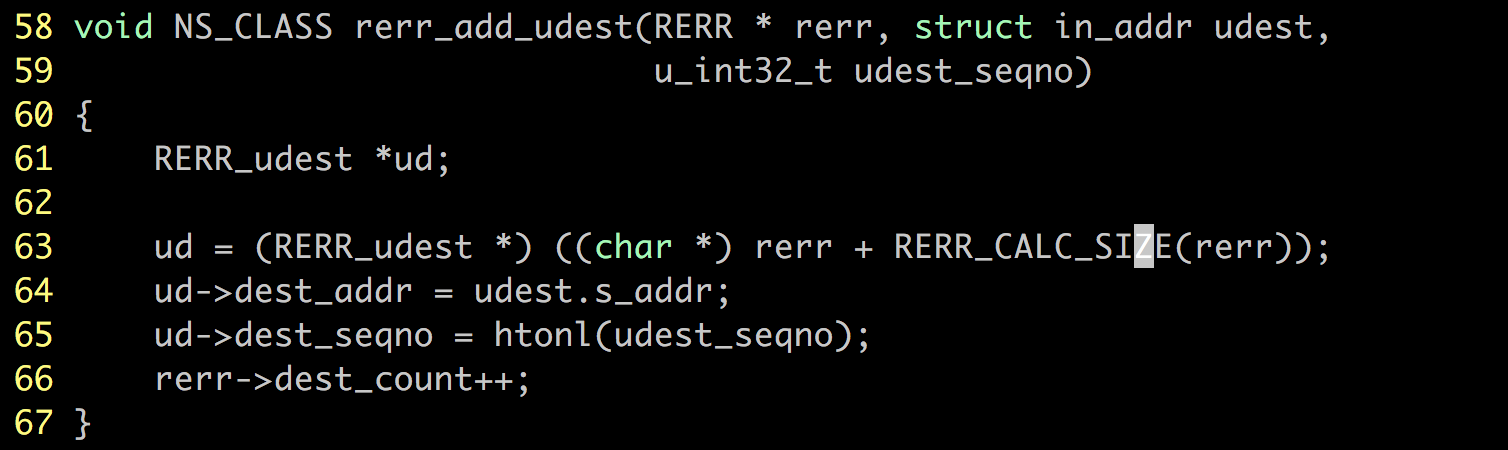 58 void NS_CLASS rerr_add_udest(RERR * rerr, struct in_addr udest,
59                              u_int32_t udest_seqno)
60 {
61     RERR_udest *ud;
62
63     ud = (RERR_udest *) ((char *) rerr + RERR_CALC_SIZE(rerr));
64     ud->dest_addr = udest.s_addr;
65     ud->dest_seqno = htonl(udest_seqno);
66     rerr->dest_count++;
67 }